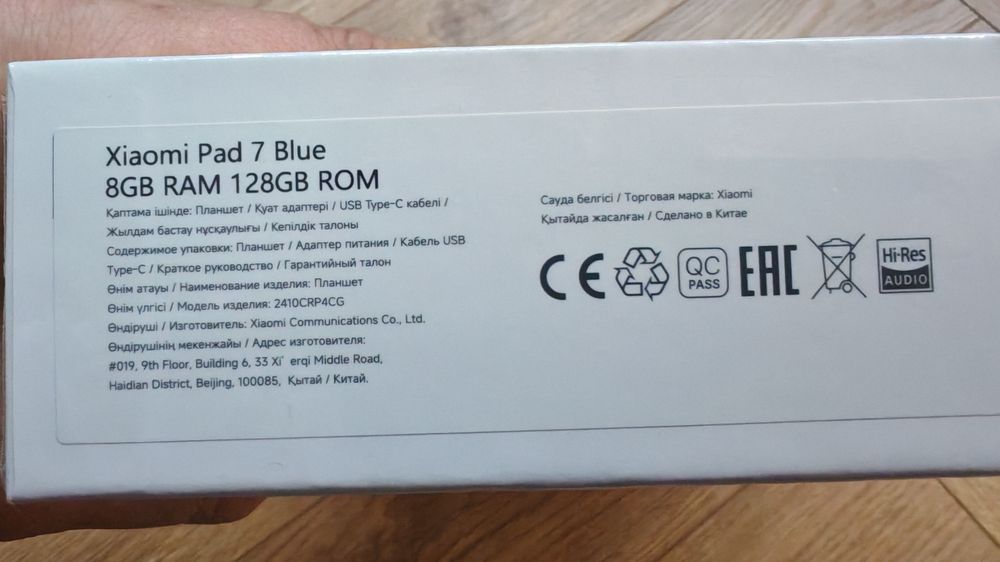 Xiaomi Pad 7 Blue
8GB RAM 128GB ROM
Қаптама ішінде: Планшет / Қуат адаптері / USB Type-C кабелі /
Жылдам бастау нұсқаулығы / Кепілдік талоны
Содержимое упаковки: Планшет / Адаптер питания / Кабель USB
Type-C / Краткое руководство / Гарантийный талон
Өнім атауы / Наименование изделия: Планшет
Өнім үлгісі / Модель изделия: 2410CRP4CG
Өндіруші / Изготовитель: Xiaomi Communications Co., Ltd.
Өндірушінің мекенжайы / Адрес изготовителя:
#019, 9th Floor, Building 6, 33 Xi' erqi Middle Road,
Haidian District, Beijing, 100085, Қытай / Китай.
Сауда белгісі / Торговая марка: Xiaomi
Қытайда жасалған / Сделано в Китае
CE
QC
PASS
EAC
Hi-Res
AUDIO